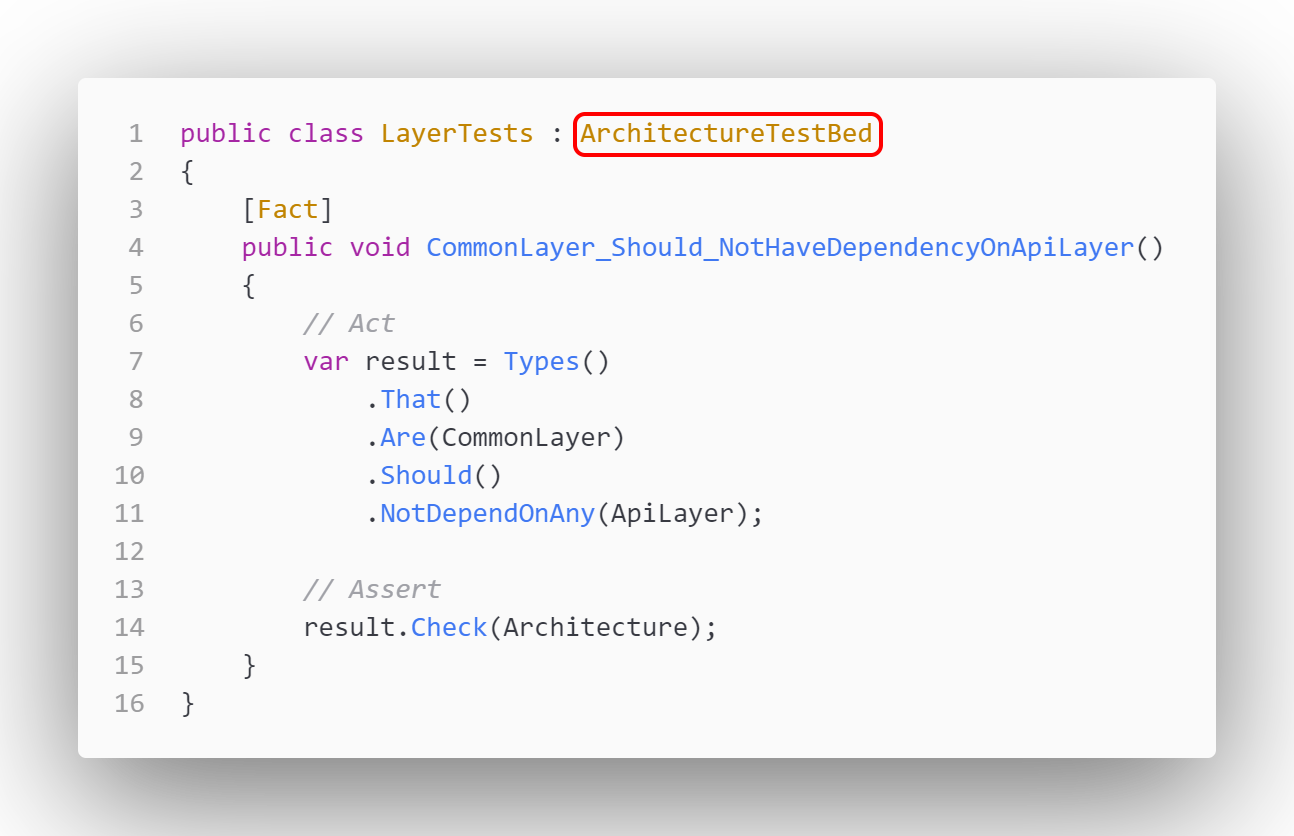 1 public class LayerTests : ArchitectureTestBed
2 {
3     [Fact]
4     public void CommonLayer_Should_NotHaveDependencyOnApiLayer()
5     {
6         // Act
7         var result = Types()
8             .That()
9             .Are(CommonLayer)
10             .Should()
11             .NotDependOnAny(ApiLayer);
12
13         // Assert
14         result.Check(Architecture);
15     }
16 }